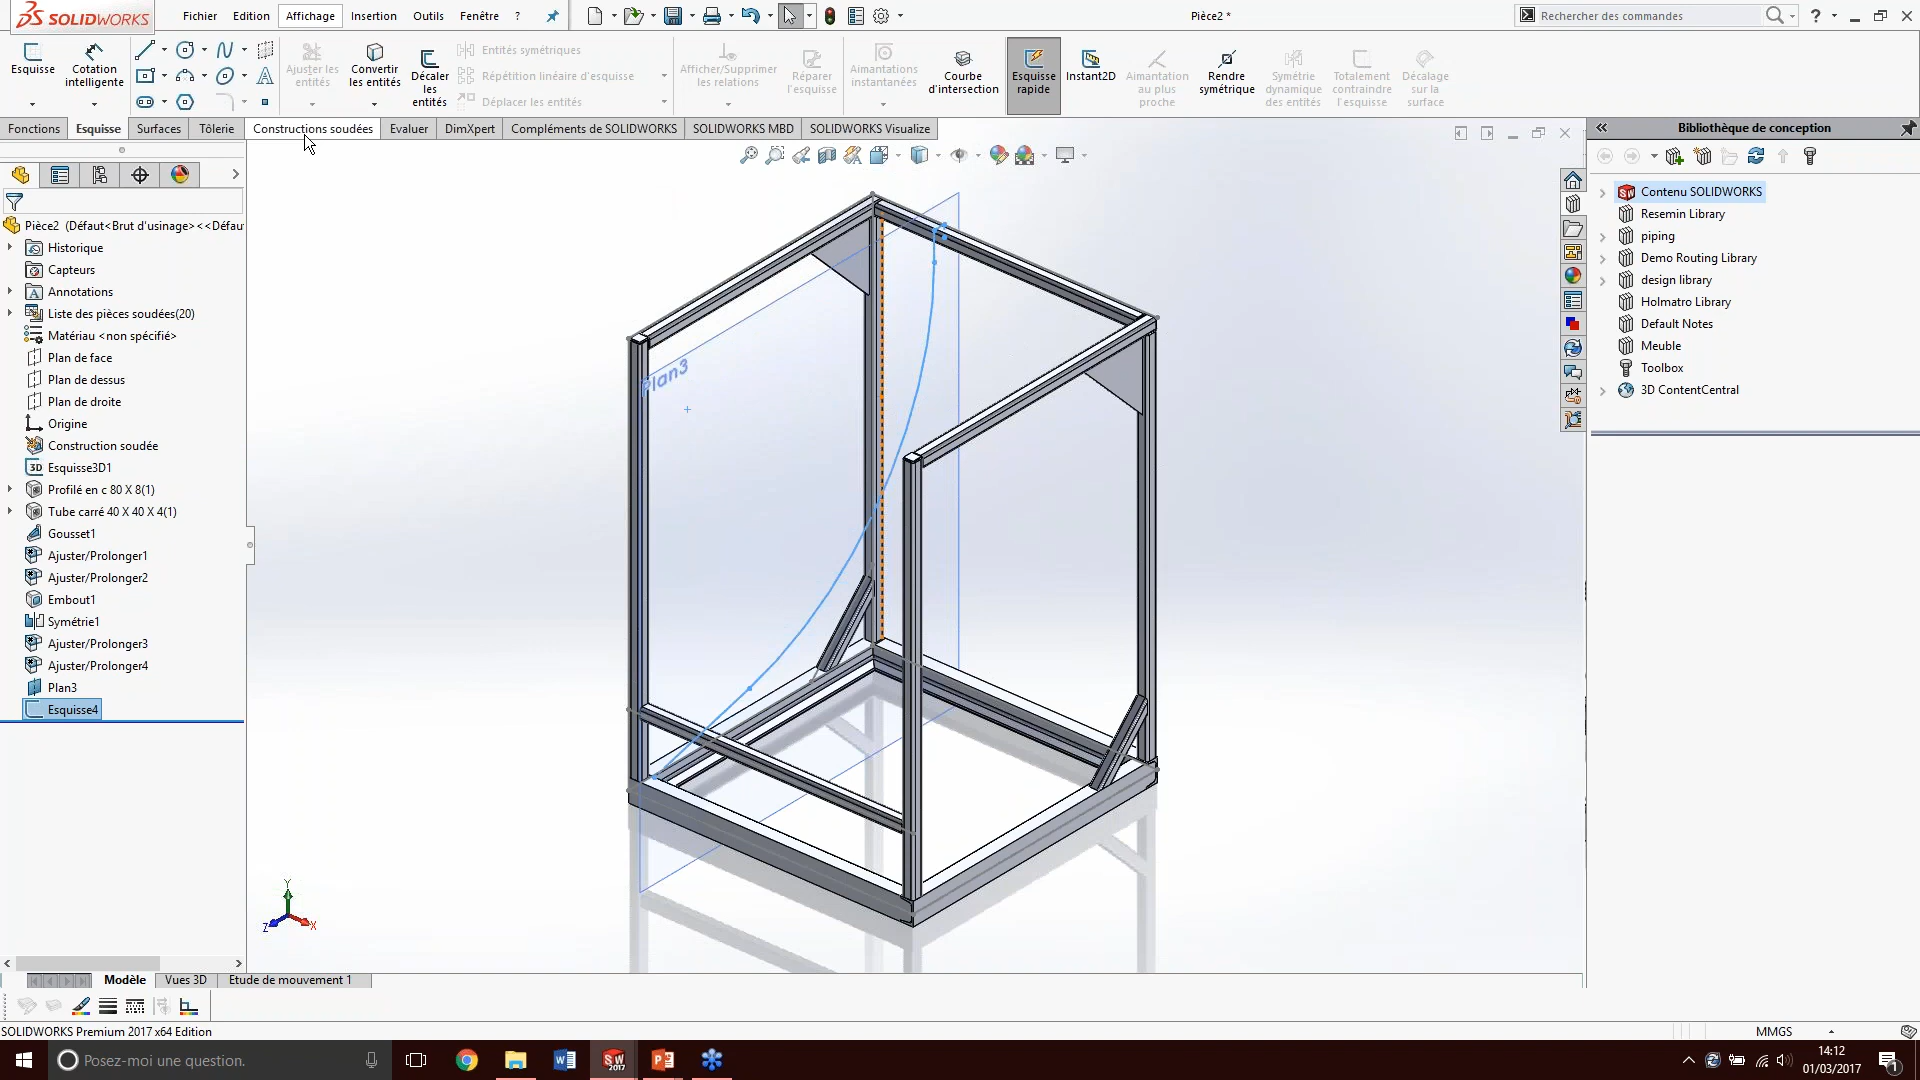 SOLIDWORKS
Fichier Edition Affichage Insertion Outils Fenêtre ?
Pièce2 *
Rechercher des commandes
Esquisse
Cotation intelligente
Ajuster les entités
Convertir les entités
Décaler les entités
Entités symétriques
Répétition linéaire d'esquisse
Déplacer les entités
Afficher/Supprimer les relations
Réparer l'esquisse
Aimantations instantanées
Courbe d'intersection
Esquisse rapide
Instant2D
Aimantation au plus proche
Rendre symétrique
Symétrie dynamique des entités
Totalement contraindre l'esquisse
Décalage sur la surface
Fonctions Esquisse Surfaces Tôlerie Constructions soudées Evaluer DimXpert Compléments de SOLIDWORKS SOLIDWORKS MBD SOLIDWORKS Visualize
Pièce2 (Défaut<Brut d'usinage><<Défau
Historique
Capteurs
Annotations
Liste des pièces soudées(20)
Matériau <non spécifié>
Plan de face
Plan de dessus
Plan de droite
Origine
Construction soudée
3D Esquisse3D1
Profilé en c 80 X 8(1)
Tube carré 40 X 40 X 4(1)
Gousset1
Ajuster/Prolonger1
Ajuster/Prolonger2
Embout1
Symétrie1
Ajuster/Prolonger3
Ajuster/Prolonger4
Plan3
Esquisse4
Plan3
Y
Z
X
Bibliothèque de conception
Contenu SOLIDWORKS
Resemin Library
piping
Demo Routing Library
design library
Holmatro Library
Default Notes
Meuble
Toolbox
3D ContentCentral
Modèle Vues 3D Etude de mouvement 1
SOLIDWORKS Premium 2017 x64 Edition
MMGS
Posez-moi une question.
14:12
01/03/2017